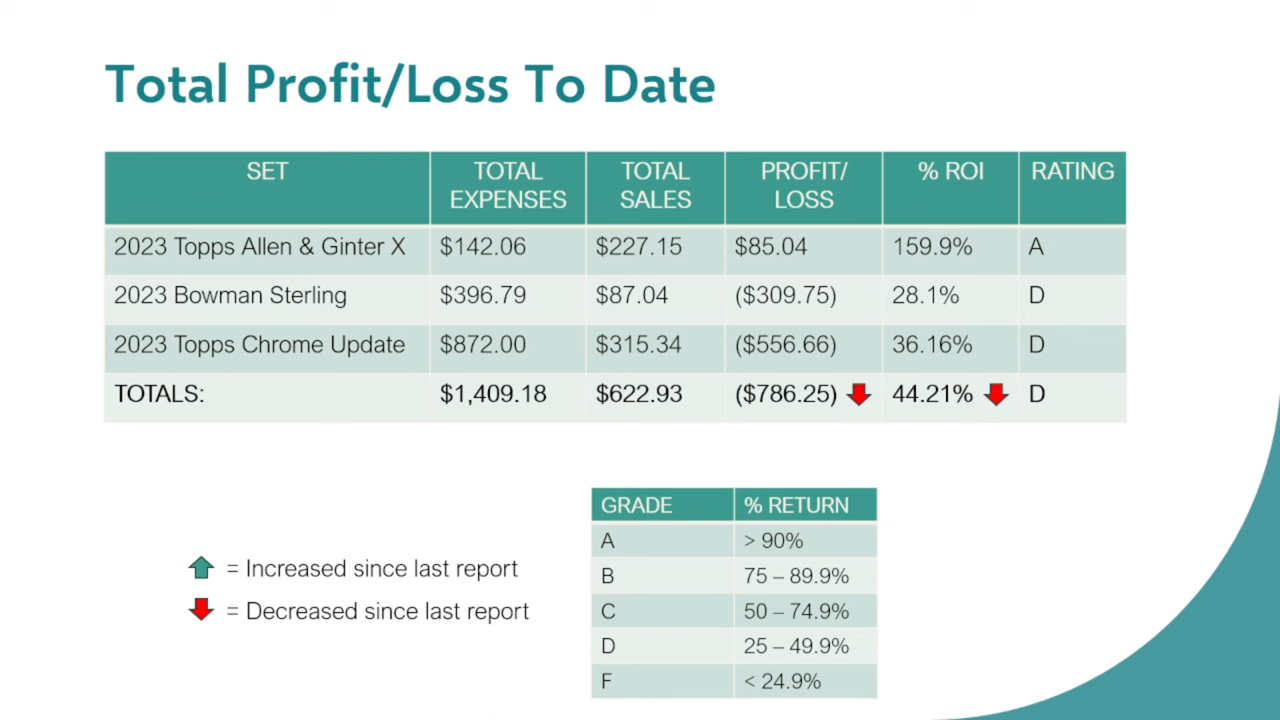 Total Profit/Loss To Date
SET TOTAL EXPENSES TOTAL SALES PROFIT/ LOSS % ROI RATING
2023 Topps Allen & Ginter X $142.06 $227.15 $85.04 159.9% A
2023 Bowman Sterling $396.79 $87.04 ($309.75) 28.1% D
2023 Topps Chrome Update $872.00 $315.34 ($556.66) 36.16% D
TOTALS: $1,409.18 $622.93 ($786.25) 44.21% D
GRADE % RETURN
A > 90%
B 75 – 89.9%
C 50 – 74.9%
D 25 – 49.9%
F < 24.9%
= Increased since last report
= Decreased since last report